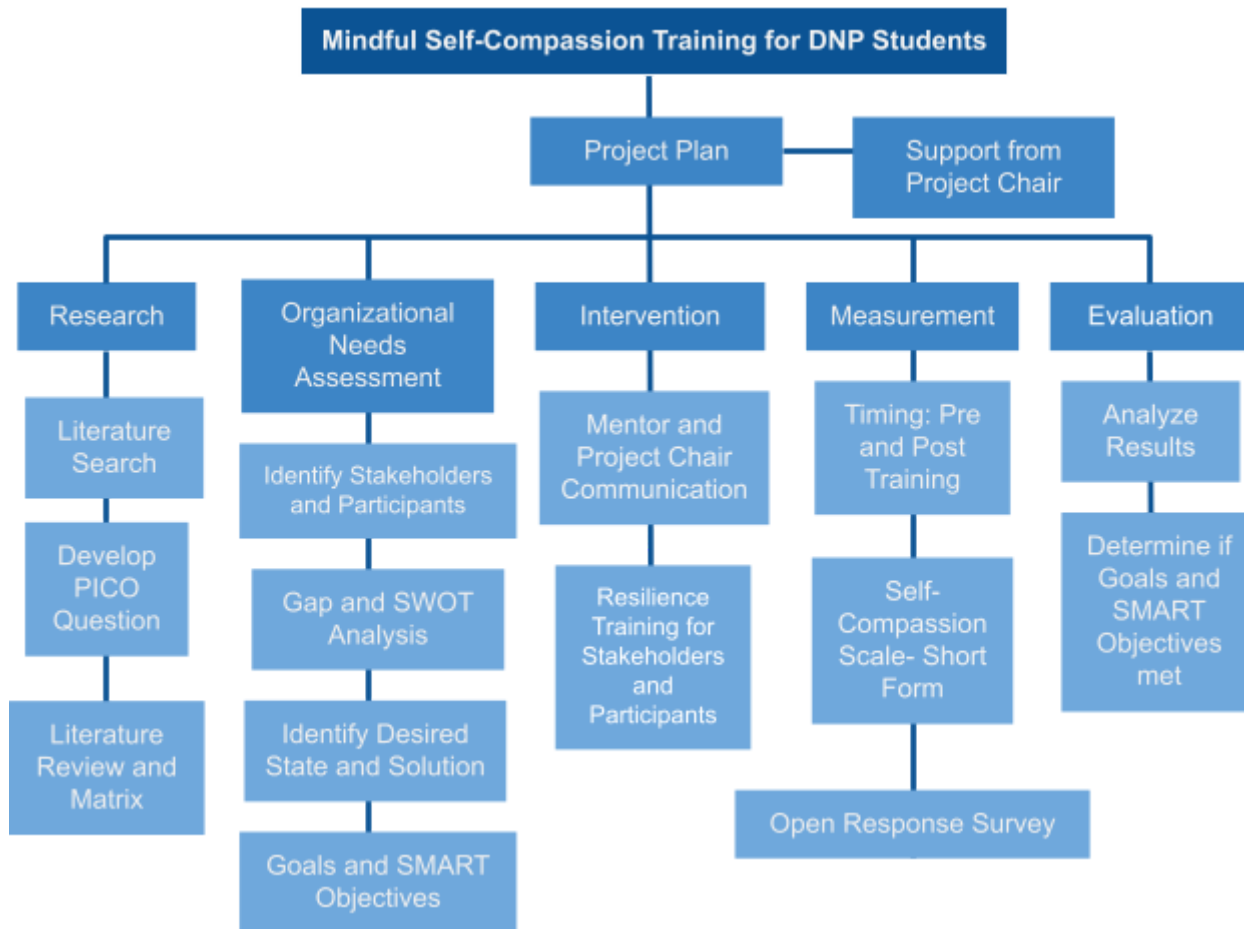 Mindful Self-Compassion Training for DNP Students
Project Plan
Support from
Project Chair
Research
Literature
Search
Develop
PICO
Question
Literature
Review and
Matrix
Organizational
Needs
Assessment
Identify Stakeholders
and Participants
Gap and SWOT
Analysis
Identify Desired
State and Solution
Goals and SMART
Objectives
Intervention
Mentor and
Project Chair
Communication
Resilience
Training for
Stakeholders
and
Participants
Measurement
Timing: Pre
and Post
Training
Self-
Compassion
Scale- Short
Form
Open Response Survey
Evaluation
Analyze
Results
Determine if
Goals and
SMART
Objectives
met